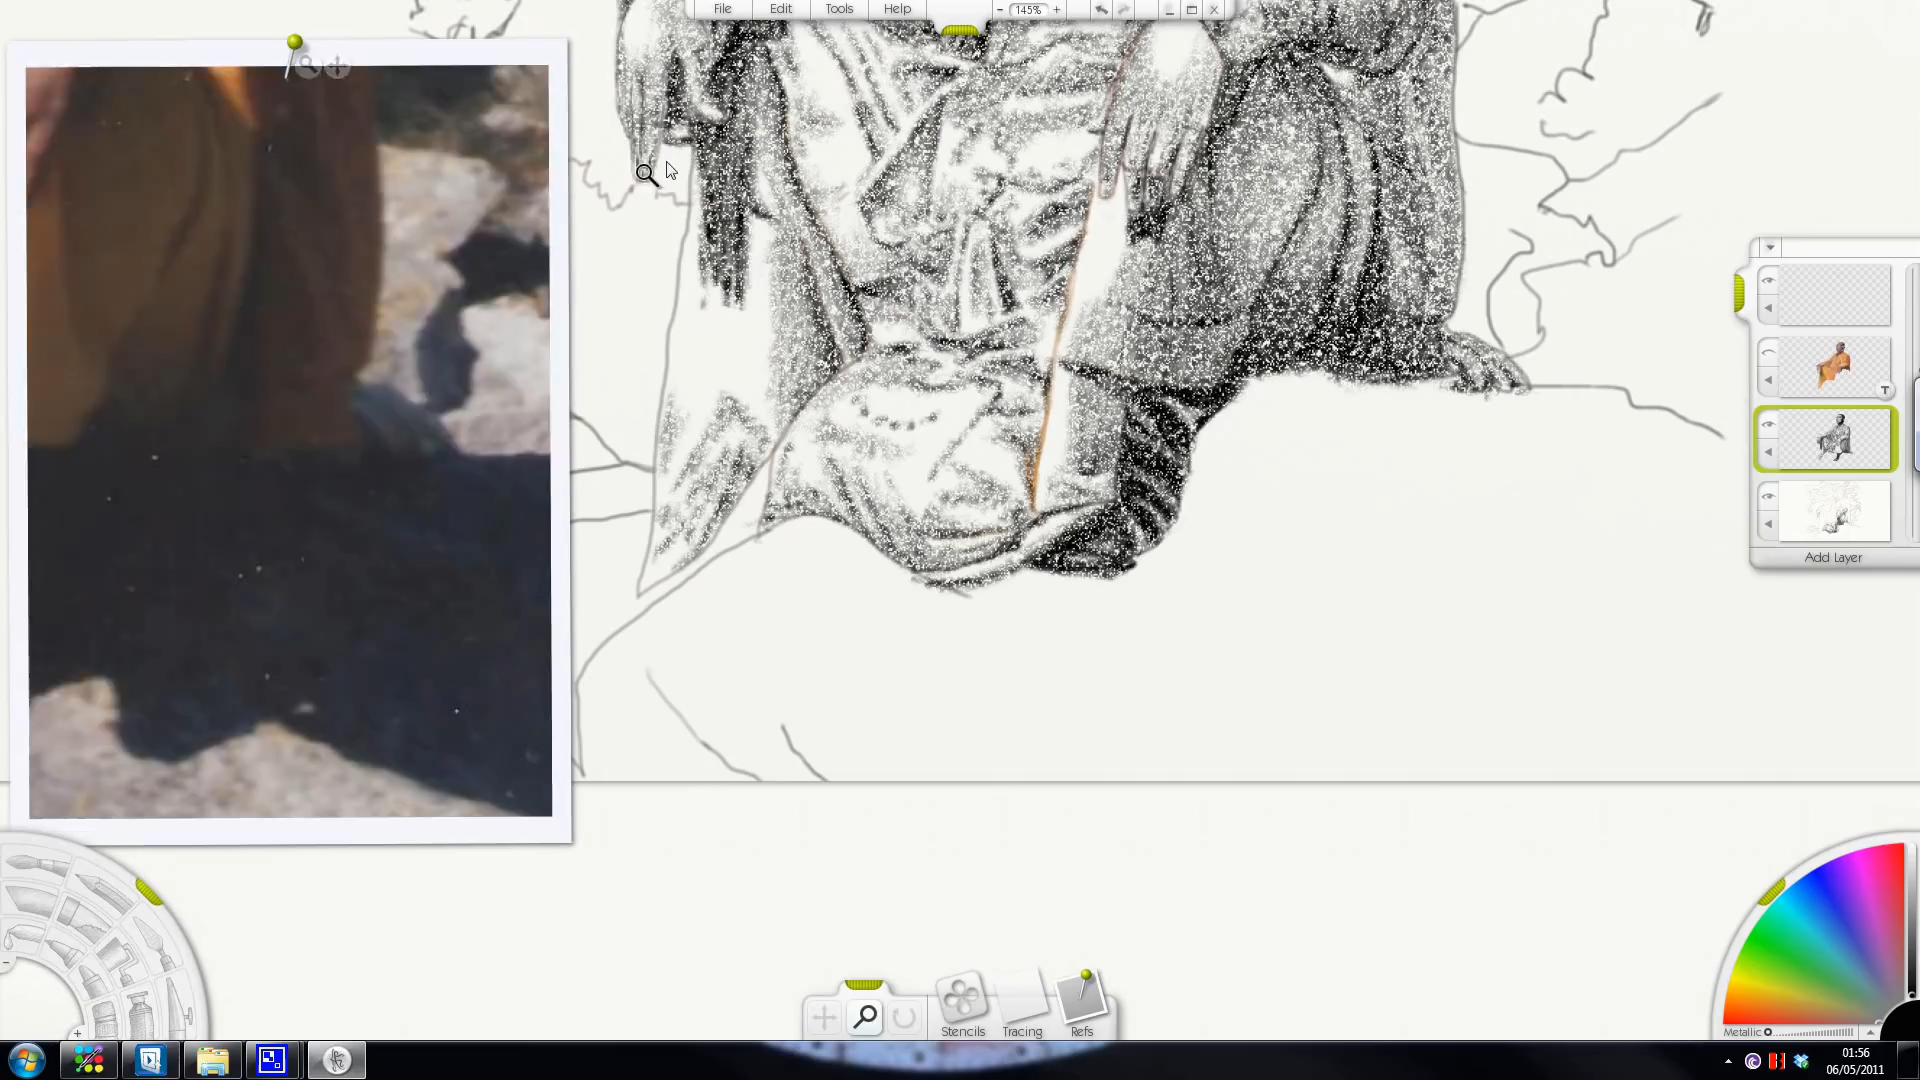 File Edit Tools Help
- 145% +
T
Add Layer
Stencils Tracing Refs
Metallic
01:56
06/05/2011